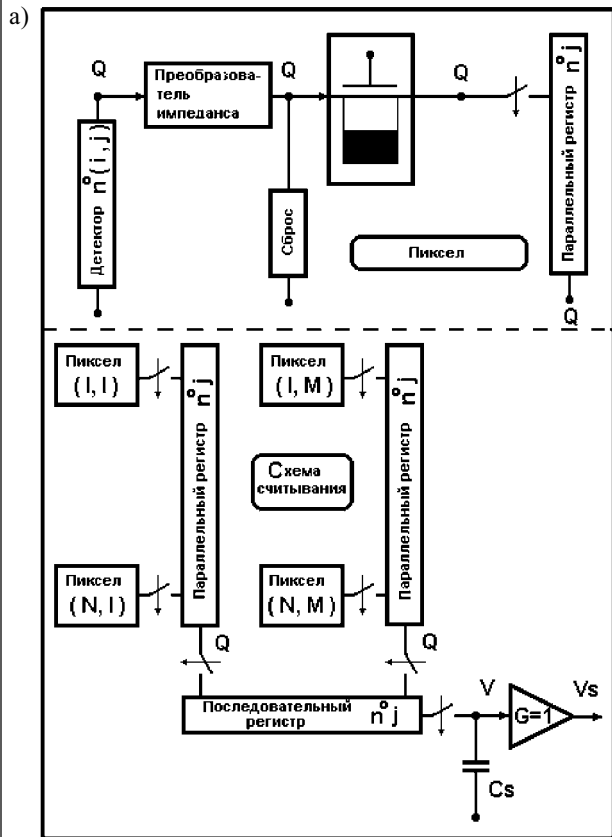 а)
Q
Преобразова-
тель
импеданса
Q
Q
Детектор n° (i, j)
Сброс
Параллельный регистр n° j
Пиксел
Q
Пиксел
(I, I)
Параллельный регистр n° j
Пиксел
(I, M)
Параллельный регистр n° j
Схема
считывания
Пиксел
(N, I)
Пиксел
(N, M)
Q
Q
Последовательный
регистр n° j
V
G=1
Vs
Cs